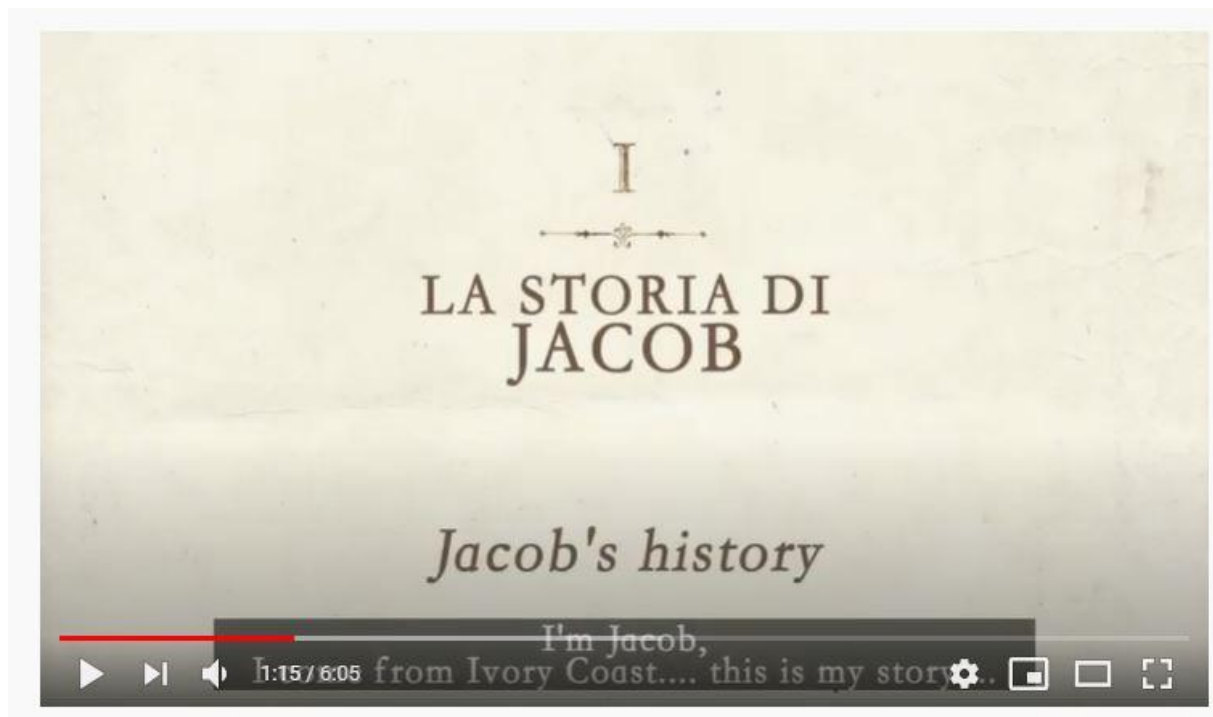 I
LA STORIA DI
JACOB
Jacob's history
I'm Jacob,
from Ivory Coast.... this is my story
1:15 / 6:05